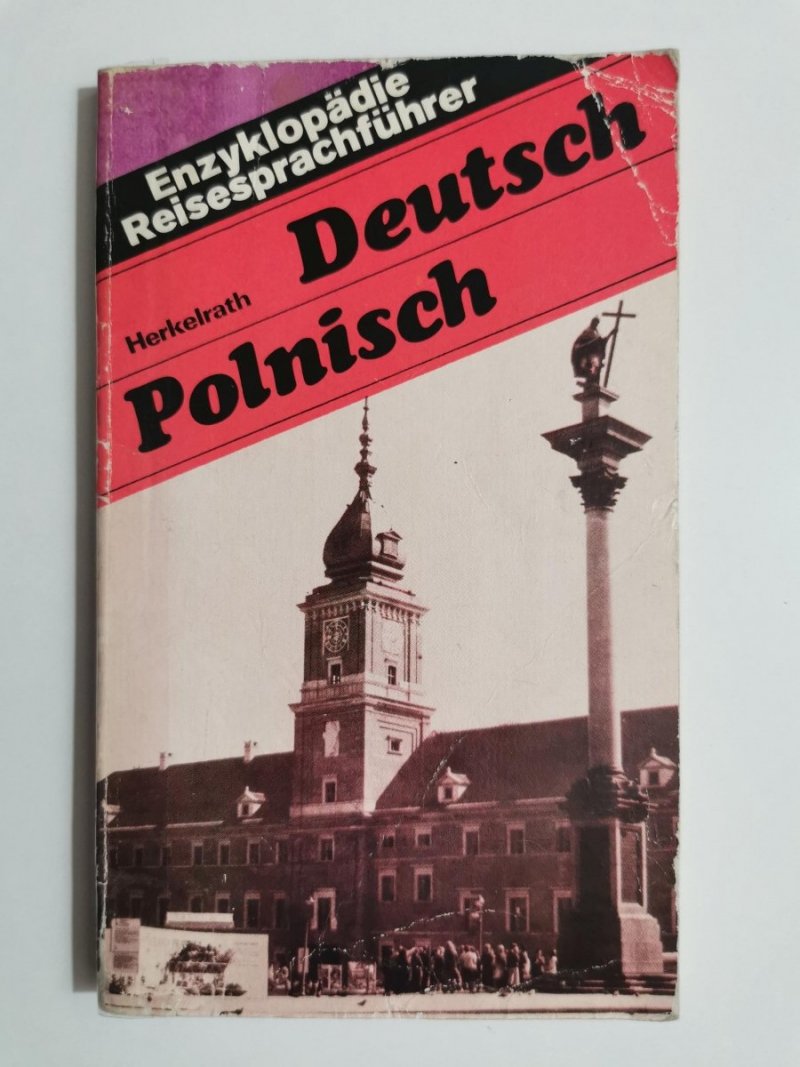 Enzyklopädie
Reisesprachführer
Deutsch
Herkelrath
Polnisch